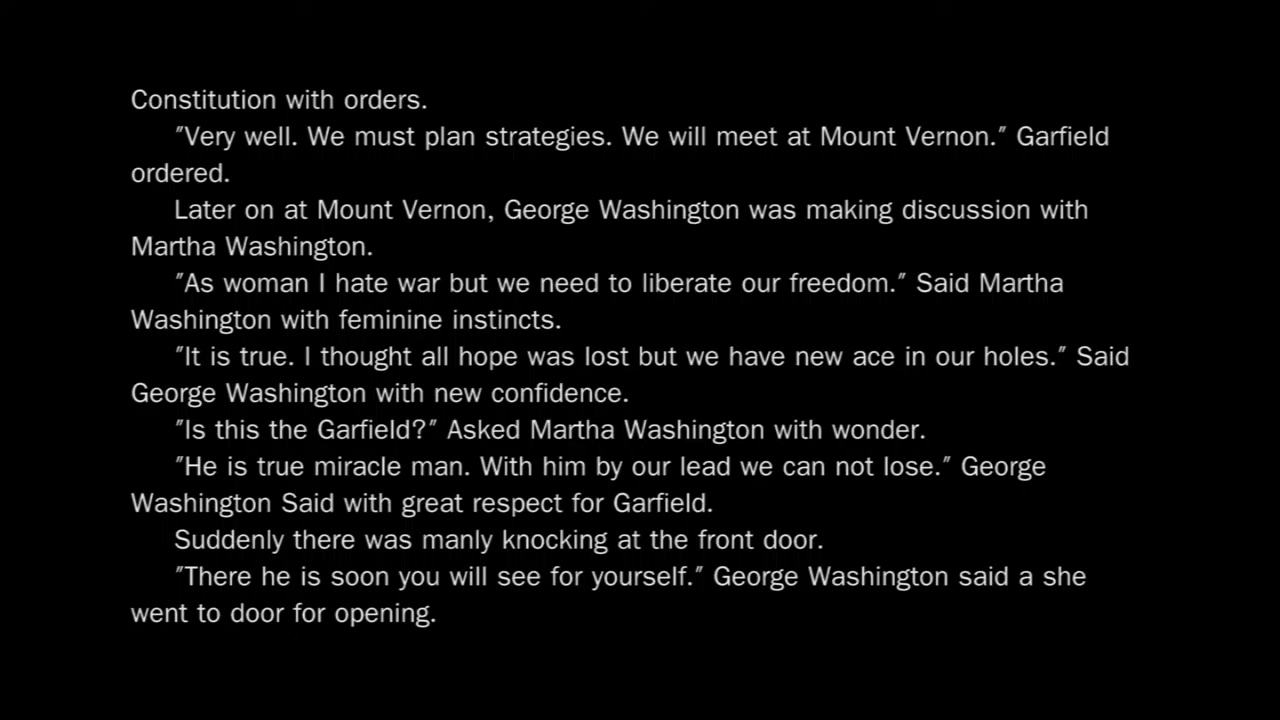 Constitution with orders.
"Very well. We must plan strategies. We will meet at Mount Vernon." Garfield
ordered.
Later on at Mount Vernon, George Washington was making discussion with
Martha Washington.
"As woman I hate war but we need to liberate our freedom." Said Martha
Washington with feminine instincts.
"It is true. I thought all hope was lost but we have new ace in our holes." Said
George Washington with new confidence.
"Is this the Garfield?" Asked Martha Washington with wonder.
"He is true miracle man. With him by our lead we can not lose." George
Washington Said with great respect for Garfield.
Suddenly there was manly knocking at the front door.
"There he is soon you will see for yourself." George Washington said a she
went to door for opening.